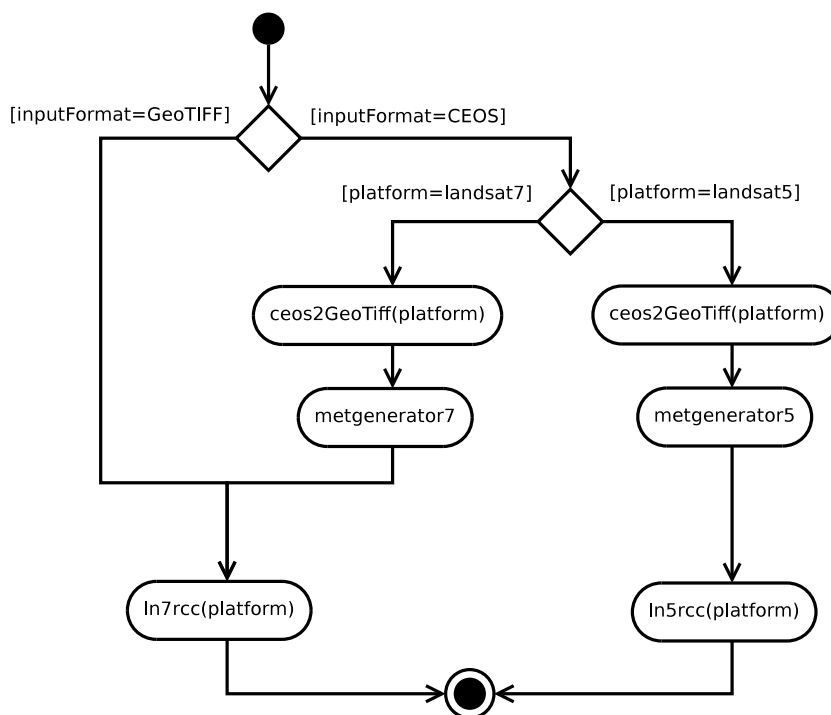 [inputFormat=GeoTIFF]
[inputFormat=CEOS]
[platform=landsat7]
[platform=landsat5]
ceos2GeoTiff(platform)
ceos2GeoTiff(platform)
metgenerator7
metgenerator5
ln7rcc(platform)
ln5rcc(platform)